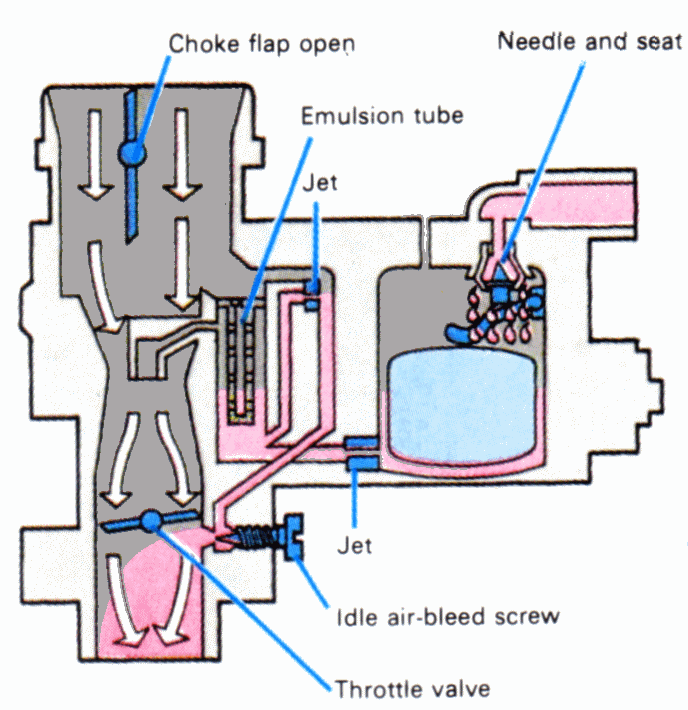 Choke flap open
Needle and seat
Emulsion tube
Jet
Jet
Idle air-bleed screw
Throttle valve